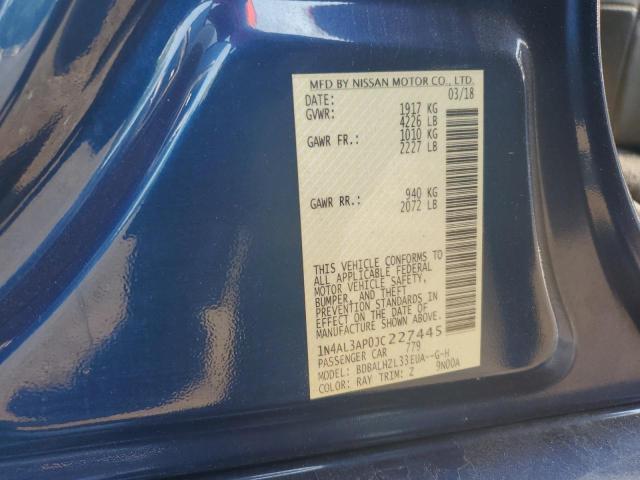 MFD BY NISSAN MOTOR CO., LTD.
DATE: 03/18
GVWR: 1917 KG
4226 LB
GAWR FR.: 1010 KG
2227 LB
GAWR RR.: 940 KG
2072 LB
THIS VEHICLE CONFORMS TO
ALL APPLICABLE FEDERAL
MOTOR VEHICLE SAFETY,
BUMPER, AND THEFT
PREVENTION STANDARDS IN
EFFECT ON THE DATE OF
MANUFACTURE SHOWN ABOVE.
1N4AL3AP0JC227445
PASSENGER CAR 779
MODEL: BDBALHZL33EUA--G-H
COLOR: RAY TRIM: Z 9N00A